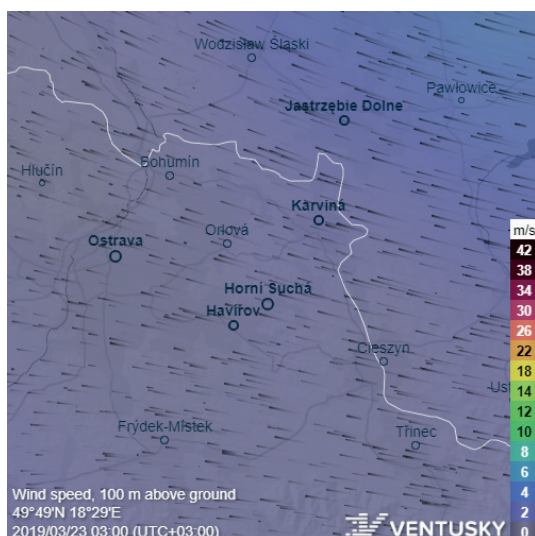 Wodzisław Śląski
Pawłowice
Jastrzębie Dolne
Bohumín
Hlučín
Karviná
Orlová
Ostrava
Horní Suchá
Havířov
Cieszyn
Ust
Frýdek-Místek
Třinec
m/s
42
38
34
30
26
22
18
14
12
10
8
6
4
2
0
Wind speed, 100 m above ground
49°49'N 18°29'E
2019/03/23 03:00 (UTC+03:00)
VENTUSKY